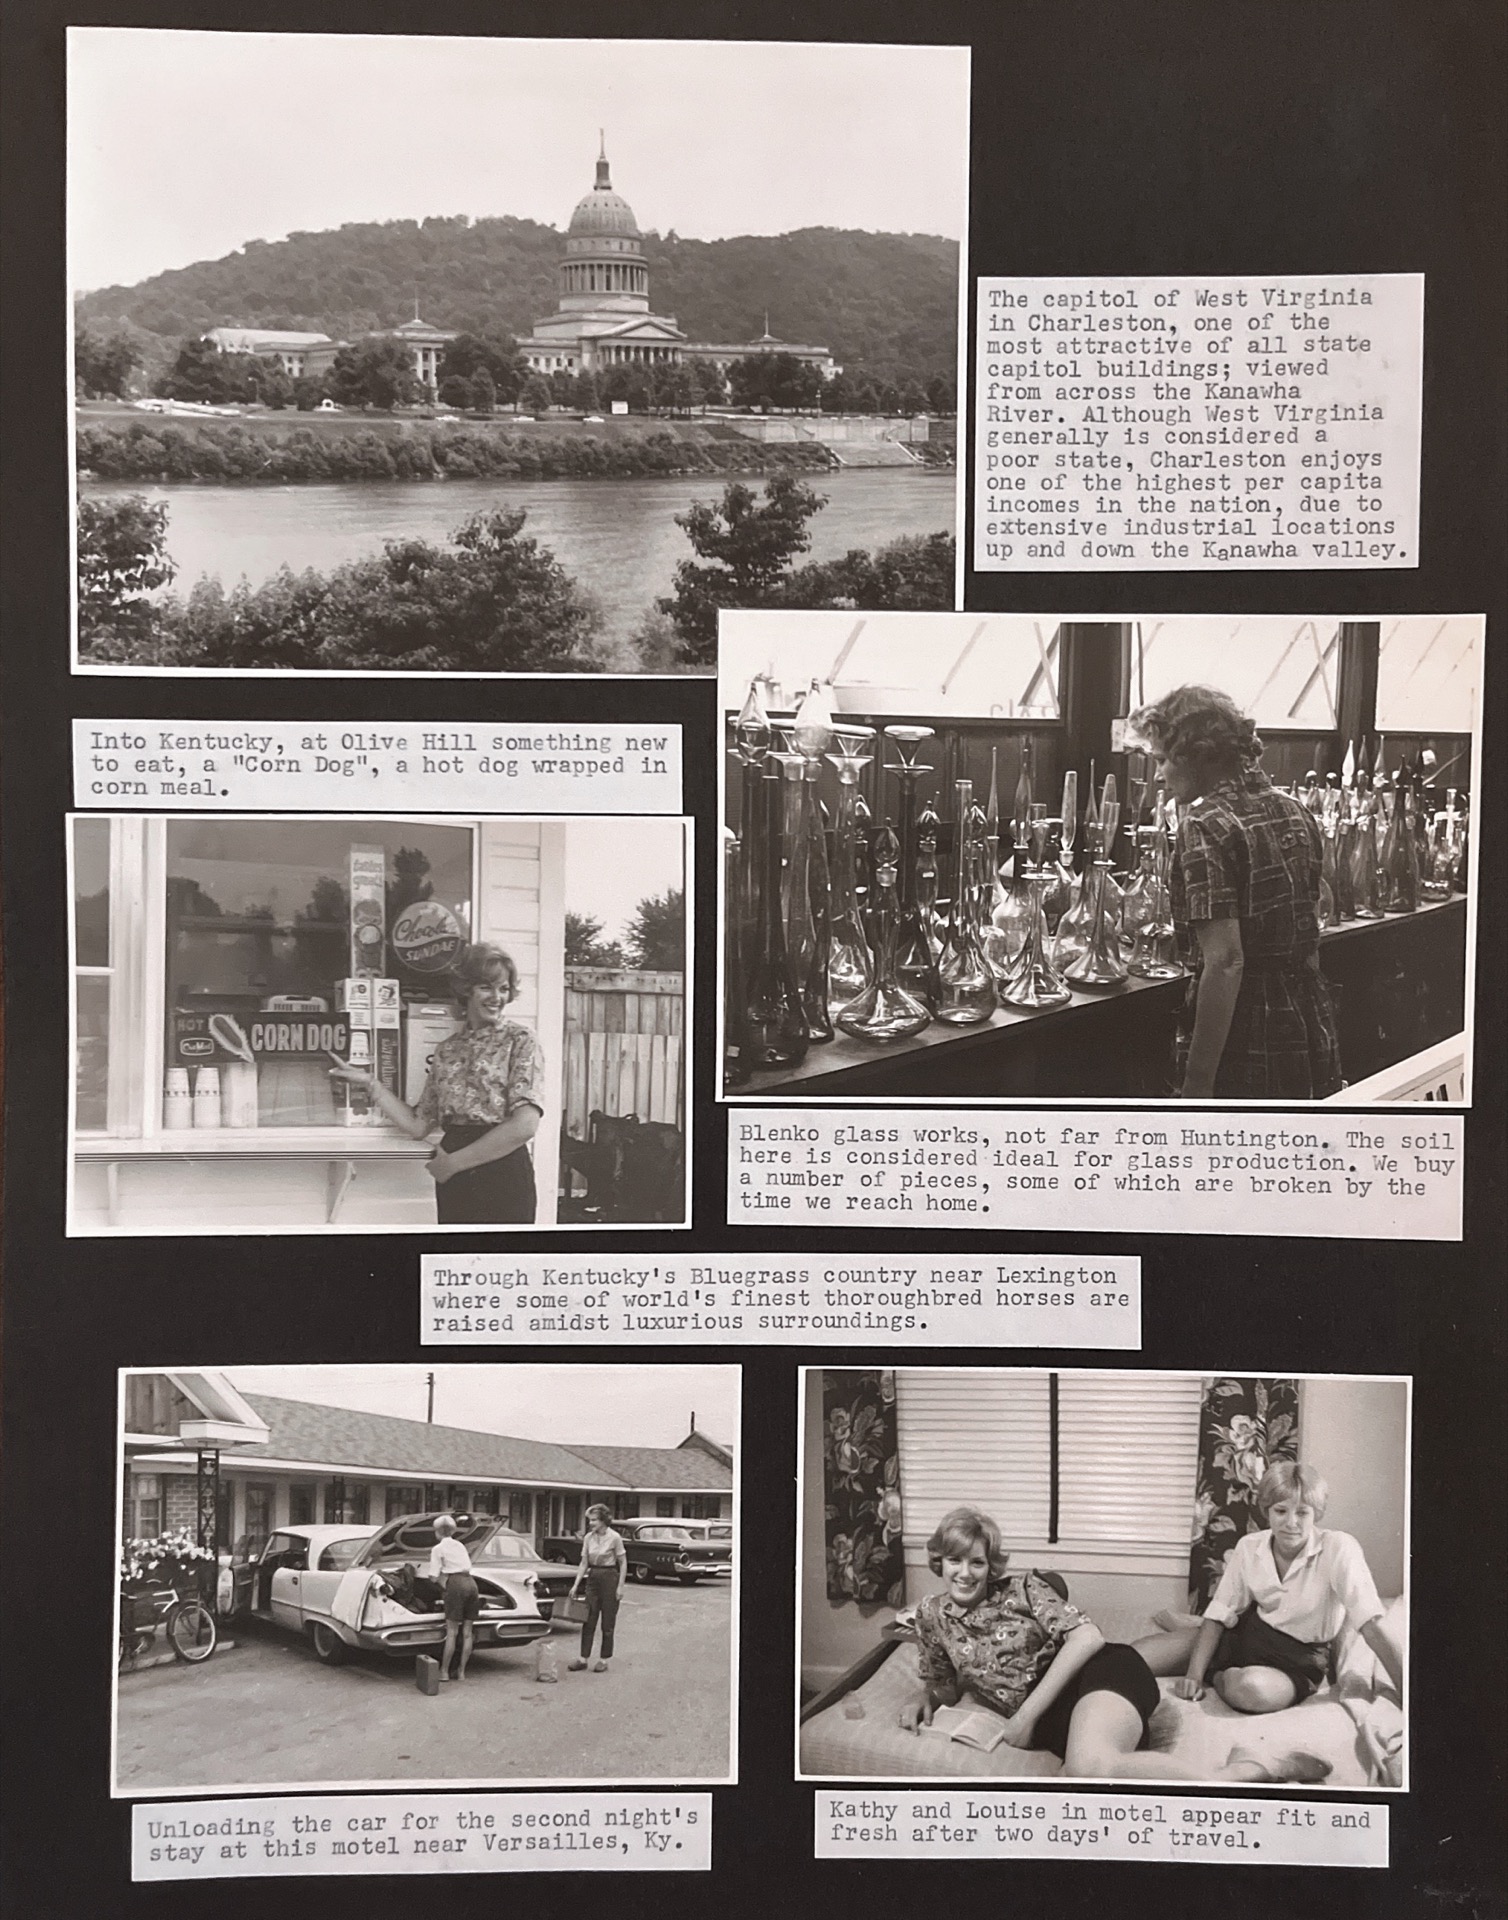 The capitol of West Virginia
in Charleston, one of the
most attractive of all state
capitol buildings; viewed
from across the Kanawha
River. Although West Virginia
generally is considered a
poor state, Charleston enjoys
one of the highest per capita
incomes in the nation, due to
extensive industrial locations
up and down the Kanawha valley.
Into Kentucky, at Olive Hill something new
to eat, a "Corn Dog", a hot dog wrapped in
corn meal.
SUNDAE
HOT
CORN DOG
Blenko glass works, not far from Huntington. The soil
here is considered ideal for glass production. We buy
a number of pieces, some of which are broken by the
time we reach home.
Through Kentucky's Bluegrass country near Lexington
where some of world's finest thoroughbred horses are
raised amidst luxurious surroundings.
Unloading the car for the second night's
stay at this motel near Versailles, Ky.
Kathy and Louise in motel appear fit and
fresh after two days' of travel.